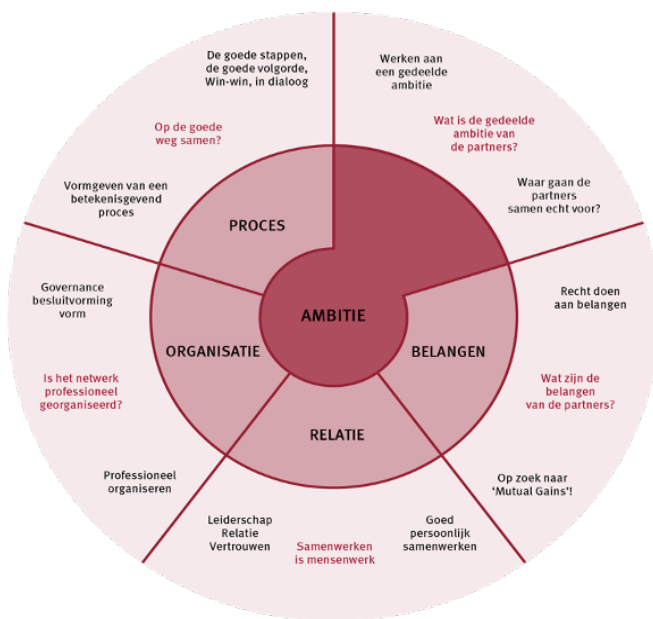 De goede stappen,
de goede volgorde,
Win-win, in dialoog
Op de goede
weg samen?
Vormgeven van een
betekenisgevend
proces
PROCES
Werken aan
een gedeelde
ambitie
Wat is de gedeelde
ambitie van
de partners?
Waar gaan de
partners
samen echt voor?
AMBITIE
Recht doen
aan belangen
Wat zijn de
belangen
van de partners?
Op zoek naar
‘Mutual Gains’!
BELANGEN
RELATIE
Goed
persoonlijk
samenwerken
Samenwerken
is mensenwerk
Leiderschap
Relatie
Vertrouwen
ORGANISATIE
Governance
besluitvorming
vorm
Is het netwerk
professioneel
georganiseerd?
Professioneel
organiseren